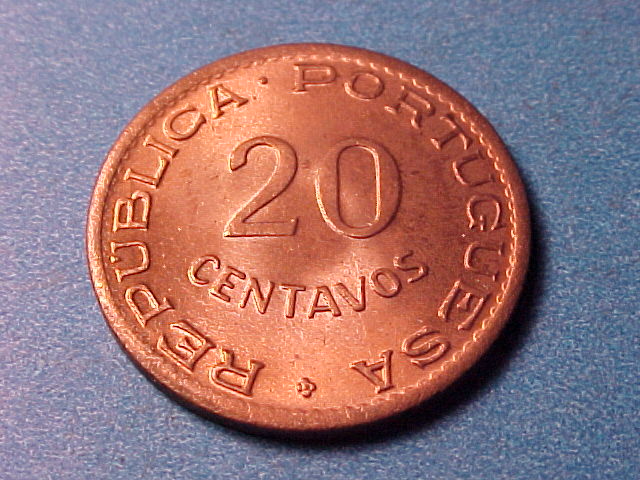 REPUBLICA · PORTUGUESA
20
CENTAVOS